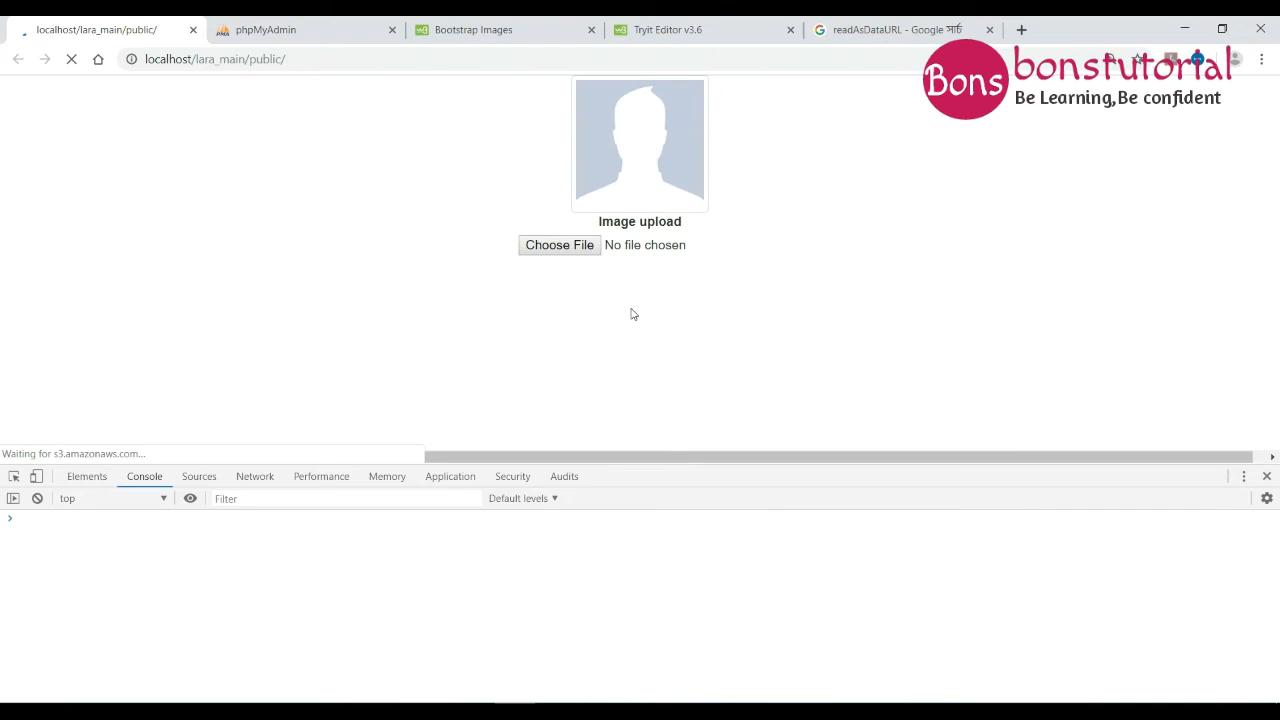 localhost/lara_main/public/
phpMyAdmin
Bootstrap Images
Tryit Editor v3.6
readAsDataURL - Google সার্চ
localhost/lara_main/public/
Bons
bonstutorial
Be Learning,Be confident
Image upload
Choose File No file chosen
Waiting for s3.amazonaws.com...
Elements Console Sources Network Performance Memory Application Security Audits
top Filter Default levels